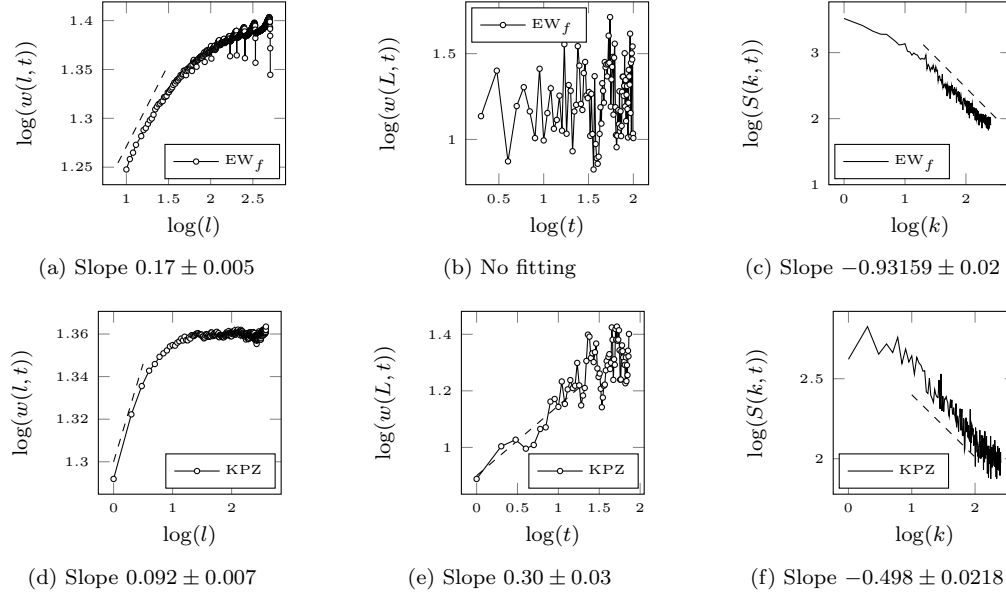 1.4
1.35
1.3
1.25
1
1.5
2
2.5
log(l)
log(w(l, t))
EW_f
(a) Slope 0.17 ± 0.005
1.5
1
0.5
1
1.5
2
log(t)
log(w(L, t))
EW_f
(b) No fitting
3
2
1
0
1
2
log(k)
log(S(k, t))
EW_f
(c) Slope −0.93159 ± 0.02
1.36
1.34
1.32
1.3
0
1
2
log(l)
log(w(l, t))
KPZ
(d) Slope 0.092 ± 0.007
1.4
1.2
1
0
0.5
1
1.5
2
log(t)
log(w(L, t))
KPZ
(e) Slope 0.30 ± 0.03
2.5
2
0
1
2
log(k)
log(S(k, t))
KPZ
(f) Slope −0.498 ± 0.0218